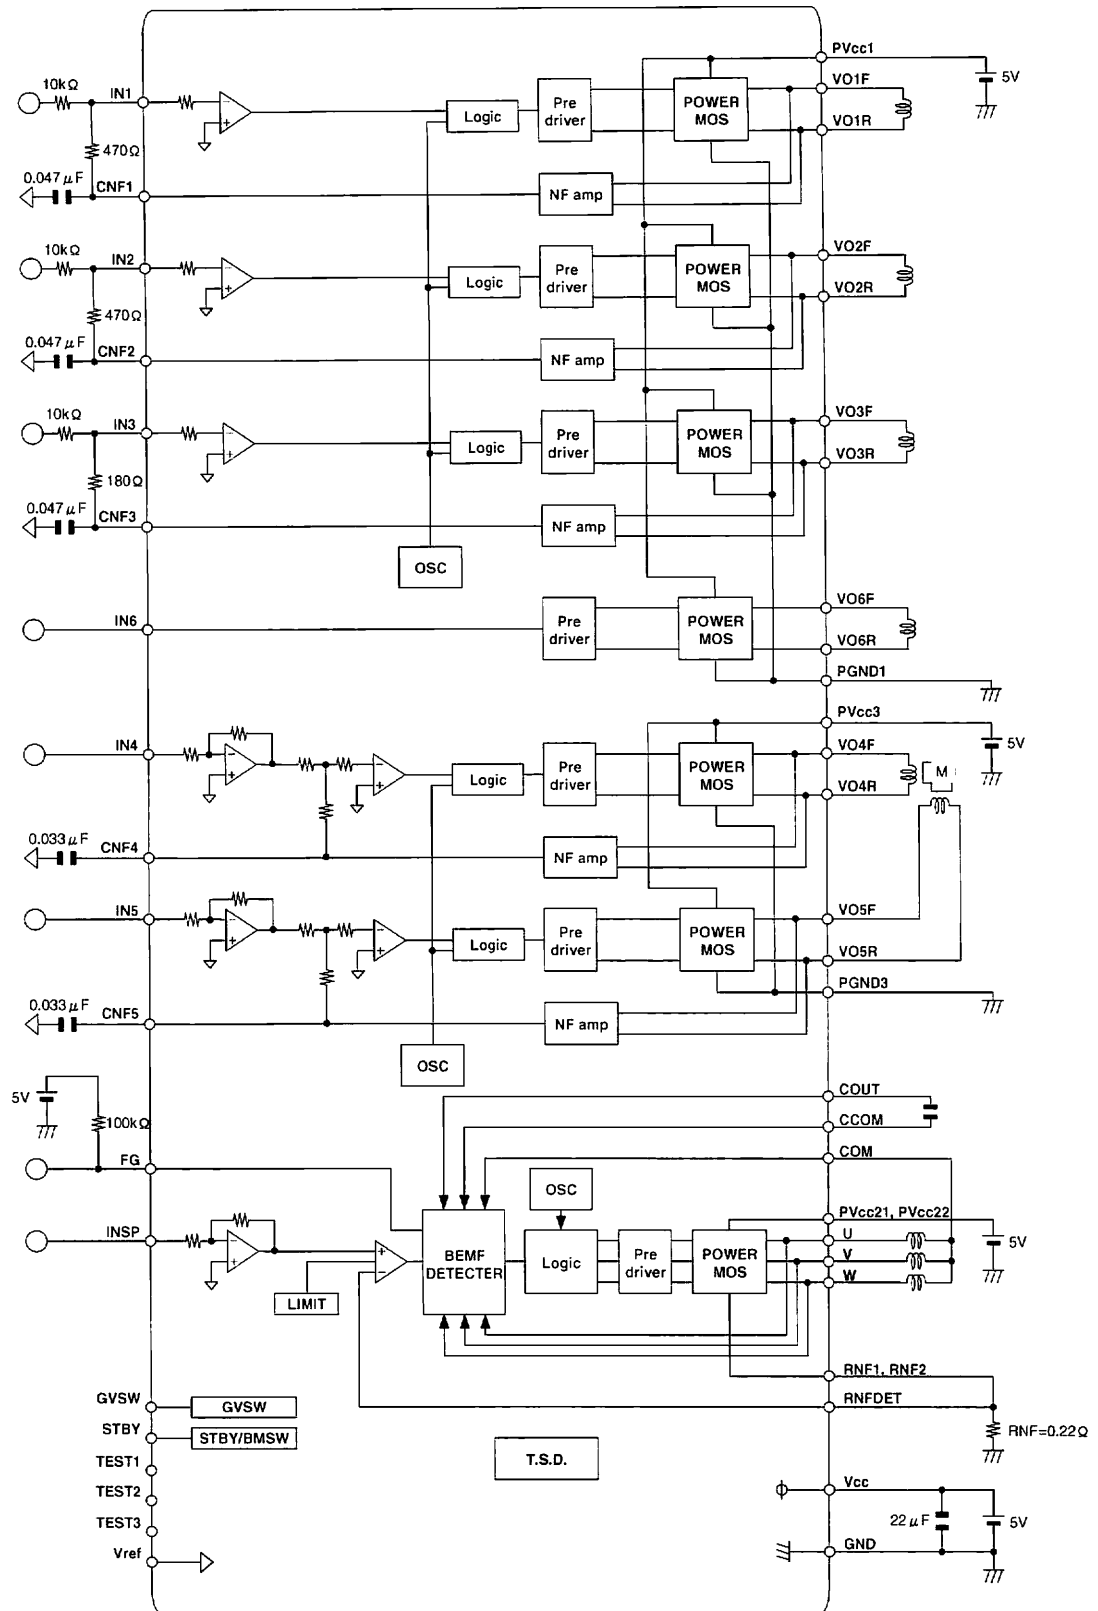 PVcc1
5V
10kΩ
IN1
VO1F
Pre driver
POWER MOS
Logic
VO1R
470Ω
0.047μF
CNF1
NF amp
10kΩ
IN2
VO2F
Pre driver
POWER MOS
Logic
VO2R
470Ω
0.047μF
CNF2
NF amp
10kΩ
IN3
VO3F
Pre driver
POWER MOS
Logic
VO3R
180Ω
0.047μF
CNF3
NF amp
OSC
VO6F
IN6
Pre driver
POWER MOS
VO6R
PGND1
PVcc3
5V
IN4
VO4F
Pre driver
POWER MOS
M
Logic
VO4R
0.033μF
CNF4
NF amp
IN5
VO5F
Pre driver
POWER MOS
Logic
VO5R
PGND3
0.033μF
CNF5
NF amp
OSC
5V
100kΩ
COUT
CCOM
FG
COM
OSC
INSP
PVcc21, PVcc22
5V
U
BEMF DETECTER
Logic
Pre driver
POWER MOS
V
W
LIMIT
RNF1, RNF2
RNFDET
RNF=0.22Ω
GVSW
GVSW
STBY
STBY/BMSW
TEST1
T.S.D.
TEST2
Vcc
22μF
5V
TEST3
GND
Vref